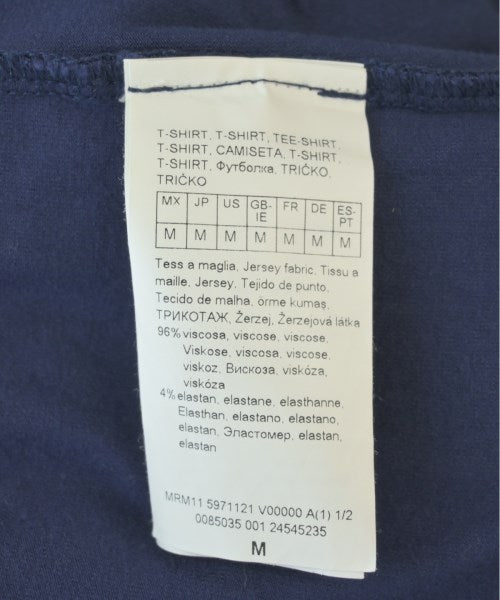 T-SHIRT, T-SHIRT, TEE-SHIRT,
T-SHIRT, CAMISETA, T-SHIRT,
T-SHIRT, Футболка, TRIČKO,
TRIČKO
MX JP US GB-IE FR DE ES-PT
M M M M M M M
Tess a maglia, Jersey fabric, Tissu a
maille, Jersey, Tejido de punto,
Tecido de malha, örme kumaş,
ТРИКОТАЖ, Žerzej, Žerzejová látka
96% viscosa, viscose, viscose,
Viskose, viscosa, viscose,
viskoz, Вискоза, viskóza,
viskóza
4% elastan, elastane, elasthanne,
Elasthan, elastano, elastano,
elastan, Эластомер, elastan,
elastan
MRM11 5971121 V00000 A(1) 1/2
0085035 001 24545235
M